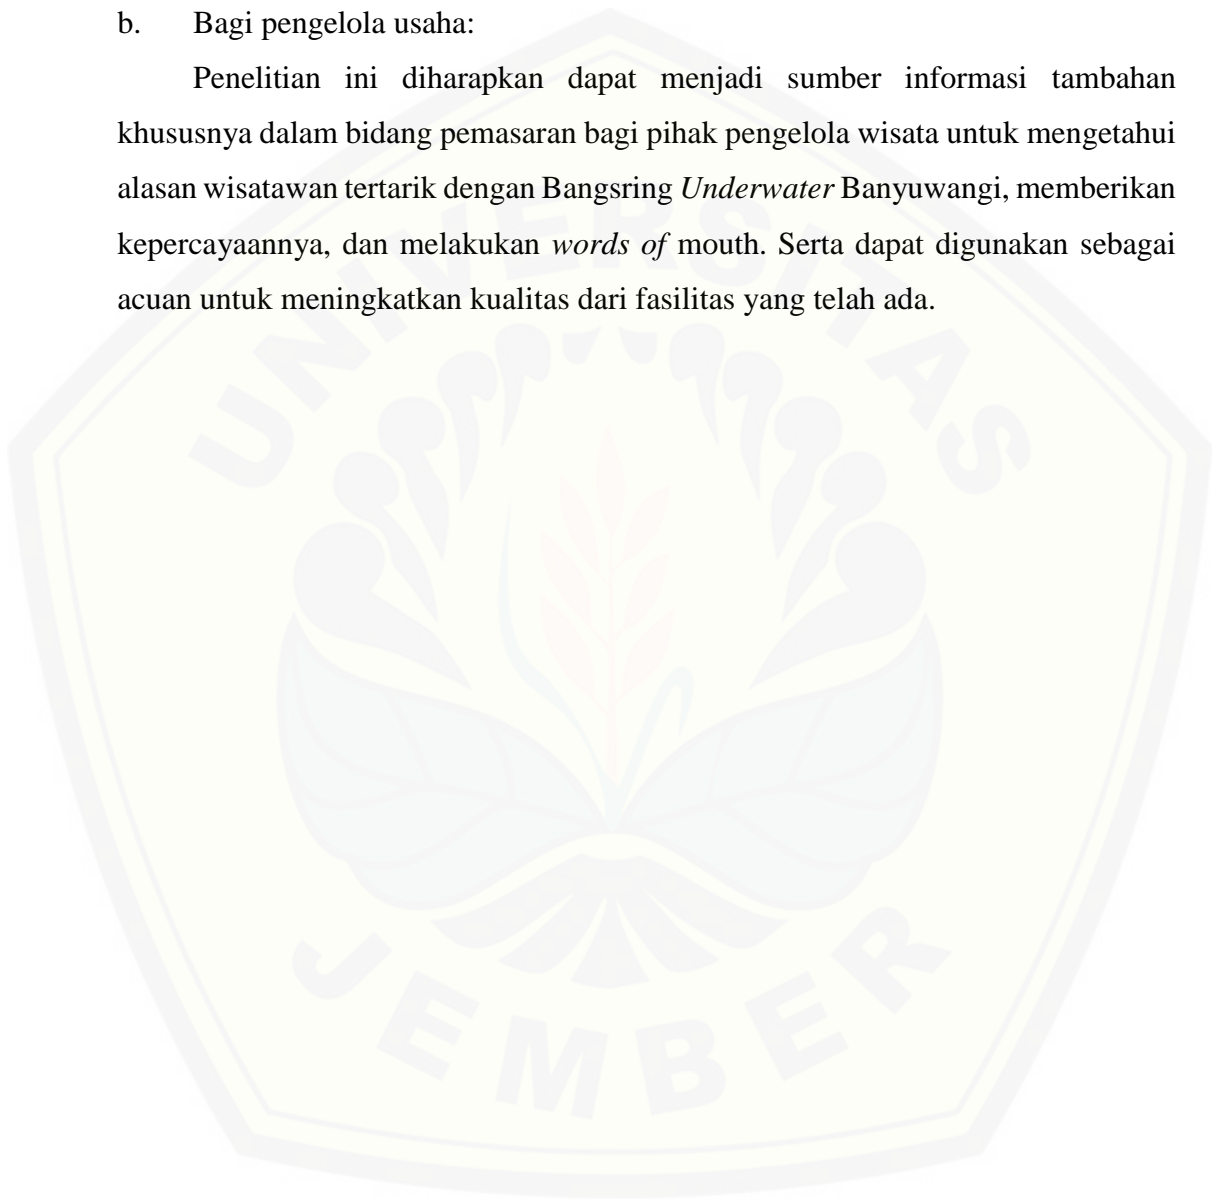 b. Bagi pengelola usaha:
Penelitian ini diharapkan dapat menjadi sumber informasi tambahan
khususnya dalam bidang pemasaran bagi pihak pengelola wisata untuk mengetahui
alasan wisatawan tertarik dengan Bangsring Underwater Banyuwangi, memberikan
kepercayaannya, dan melakukan words of mouth. Serta dapat digunakan sebagai
acuan untuk meningkatkan kualitas dari fasilitas yang telah ada.
UNIVERSITAS
JEMBER